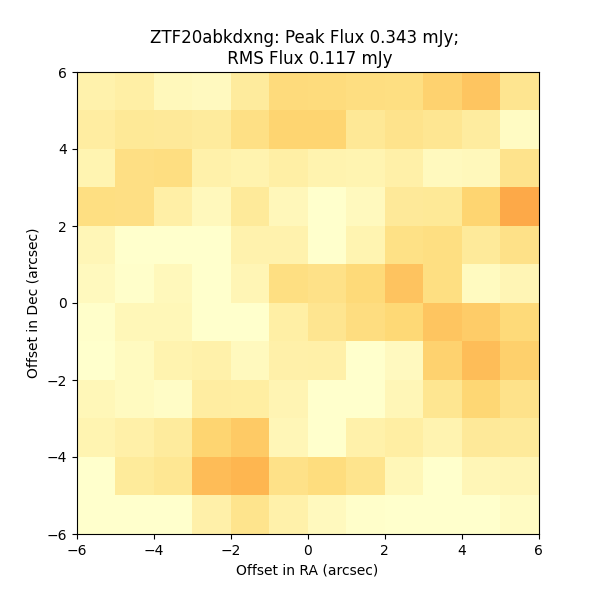 ZTF20abkdxng: Peak Flux 0.343 mJy;
RMS Flux 0.117 mJy
6
4
2
0
−2
−4
−6
Offset in Dec (arcsec)
−6 −4 −2 0 2 4 6
Offset in RA (arcsec)